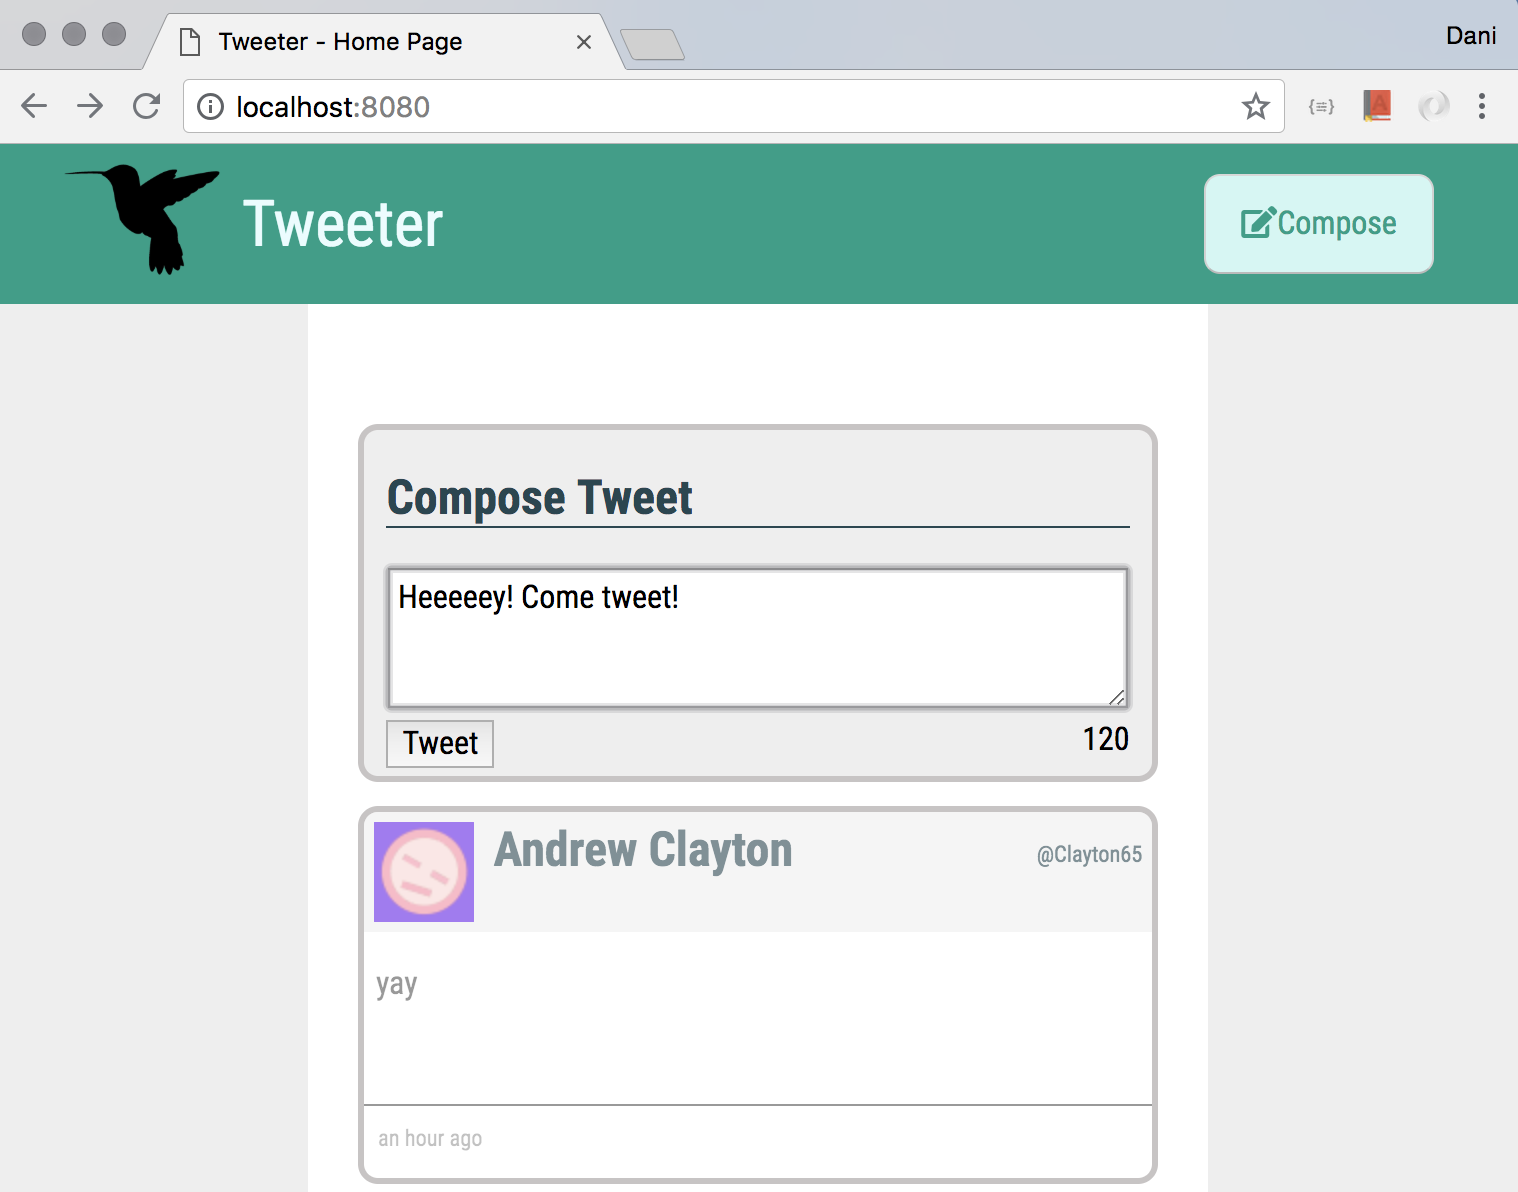 Tweeter - Home Page
Dani
localhost:8080
Tweeter
Compose
Compose Tweet
Heeeeey! Come tweet!
Tweet
120
Andrew Clayton
@Clayton65
yay
an hour ago